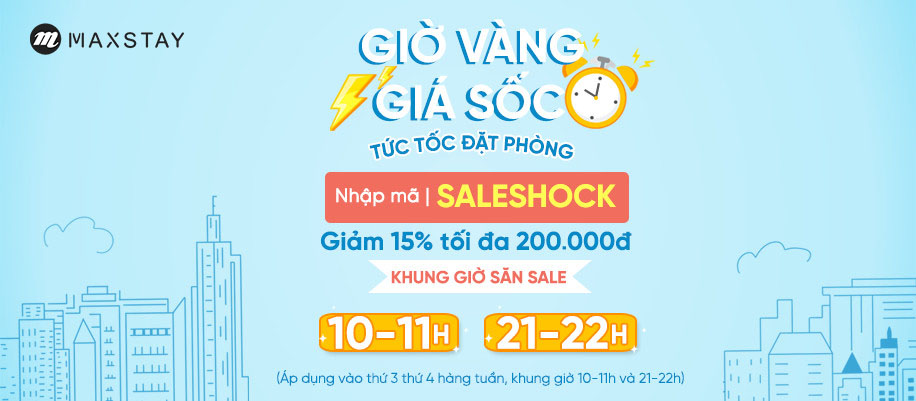 m MAXSTAY
GIỜ VÀNG
GIÁ SỐC
TỨC TỐC ĐẶT PHÒNG
Nhập mã | SALESHOCK
Giảm 15% tối đa 200.000đ
KHUNG GIỜ SĂN SALE
10-11H 21-22H
(Áp dụng vào thứ 3 thứ 4 hàng tuần, khung giờ 10-11h và 21-22h)